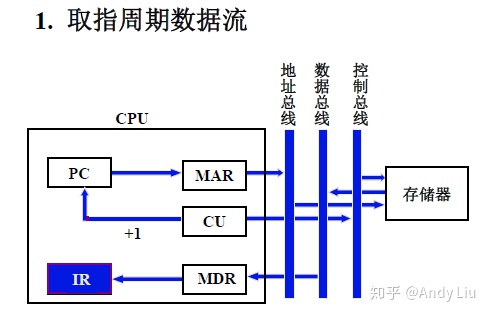 1. 取指周期数据流
地址总线
数据总线
控制总线
CPU
PC
MAR
CU
+1
IR
MDR
存储器
知乎 @Andy Liu